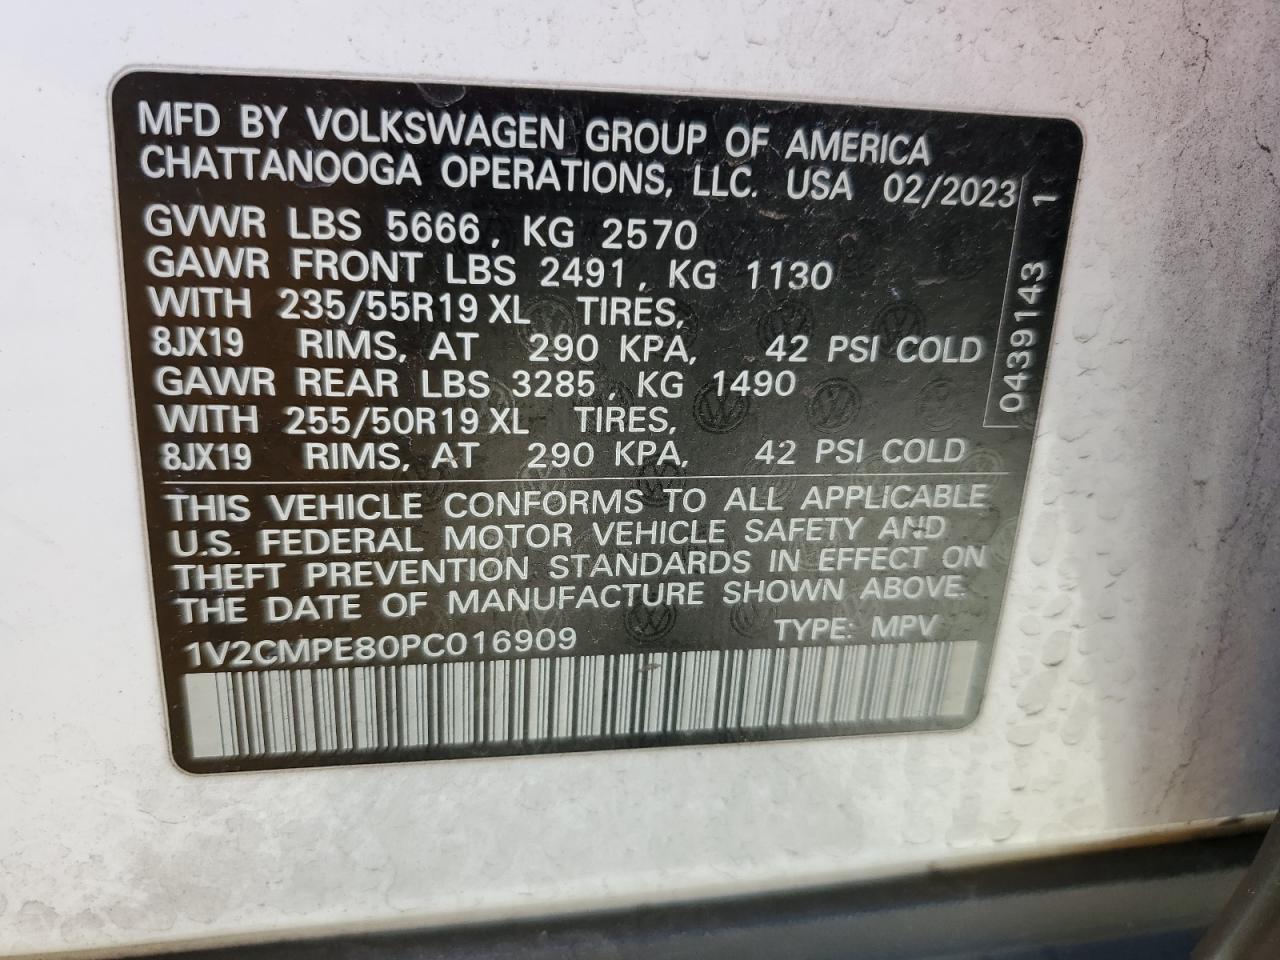 MFD BY VOLKSWAGEN GROUP OF AMERICA
CHATTANOOGA OPERATIONS, LLC. USA 02/2023
GVWR LBS 5666, KG 2570
GAWR FRONT LBS 2491, KG 1130
WITH 235/55R19 XL TIRES,
8JX19 RIMS, AT 290 KPA, 42 PSI COLD
GAWR REAR LBS 3285, KG 1490
WITH 255/50R19 XL TIRES,
8JX19 RIMS, AT 290 KPA, 42 PSI COLD
THIS VEHICLE CONFORMS TO ALL APPLICABLE
U.S. FEDERAL MOTOR VEHICLE SAFETY AND
THEFT PREVENTION STANDARDS IN EFFECT ON
THE DATE OF MANUFACTURE SHOWN ABOVE.
1V2CMPE80PC016909 TYPE: MPV
0439143 1